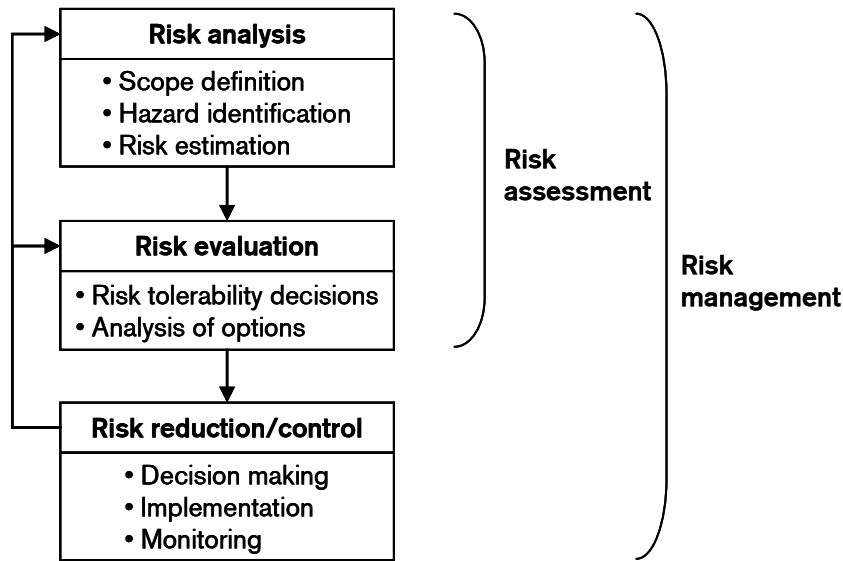 Risk analysis
• Scope definition
• Hazard identification
• Risk estimation
Risk evaluation
• Risk tolerability decisions
• Analysis of options
Risk reduction/control
• Decision making
• Implementation
• Monitoring
Risk
assessment
Risk
management